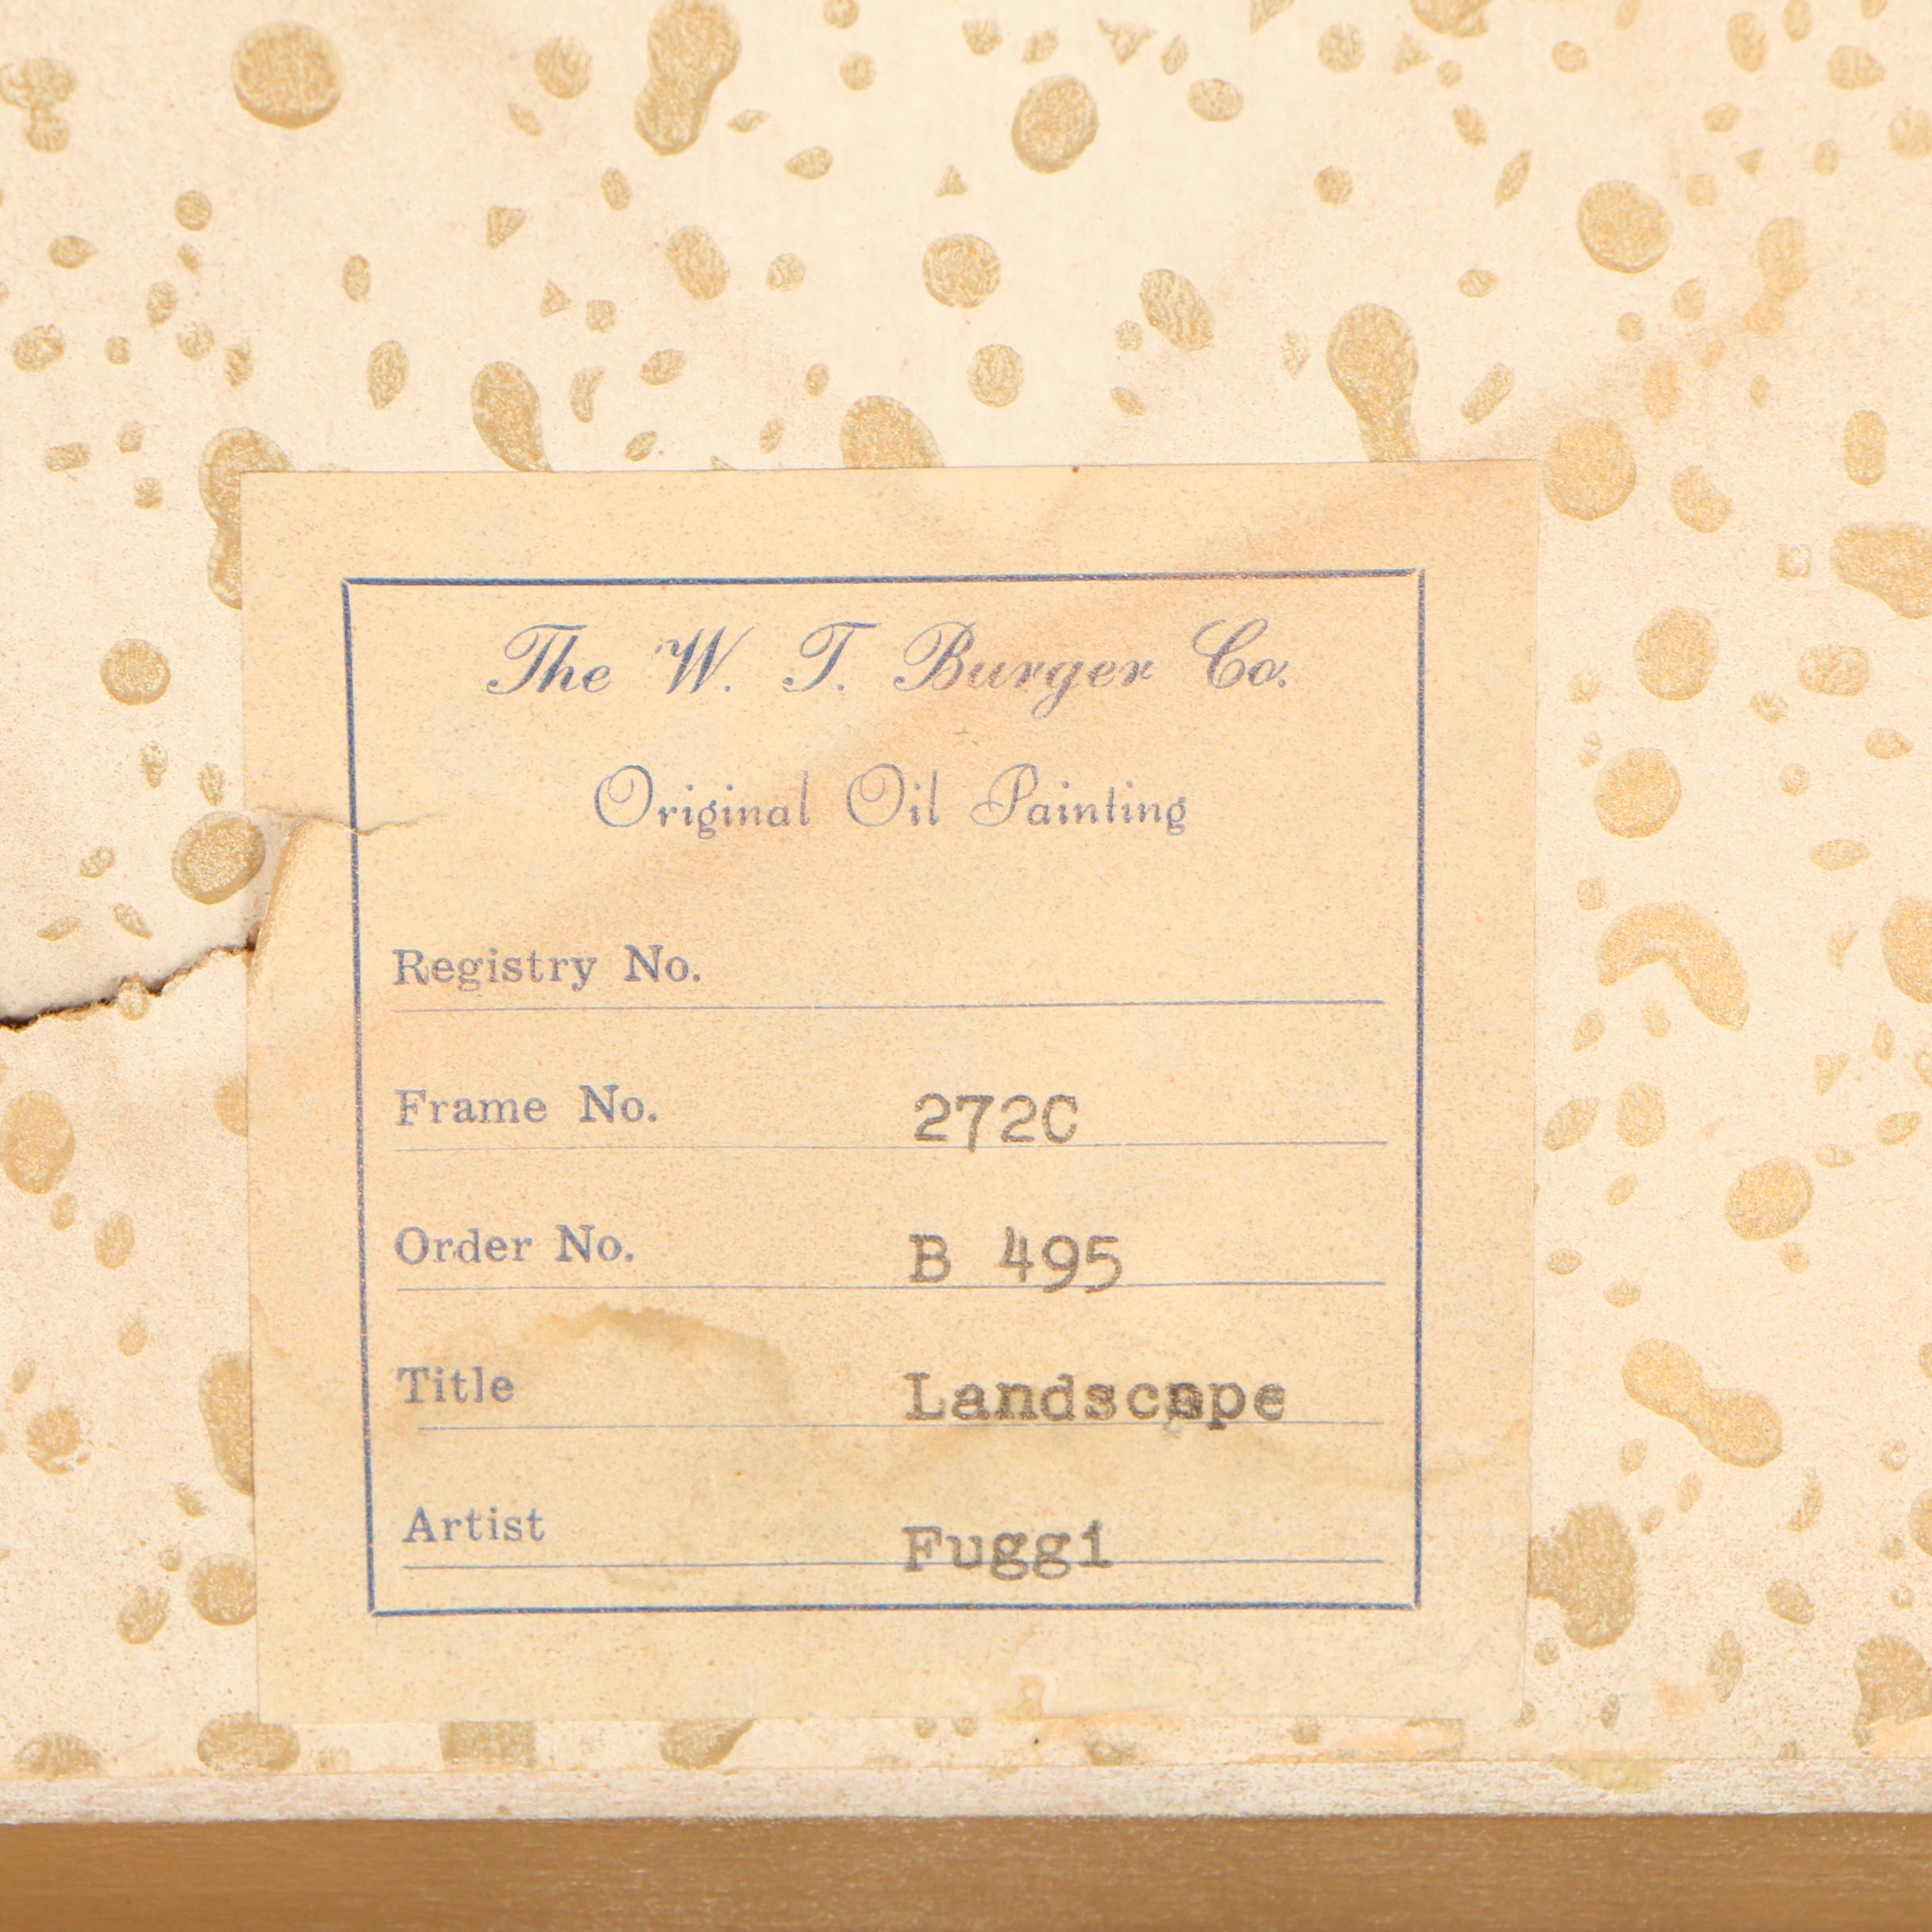 The W. T. Burger Co.
Original Oil Painting
Registry No.
Frame No. 272C
Order No. B 495
Title Landscape
Artist Fuggi